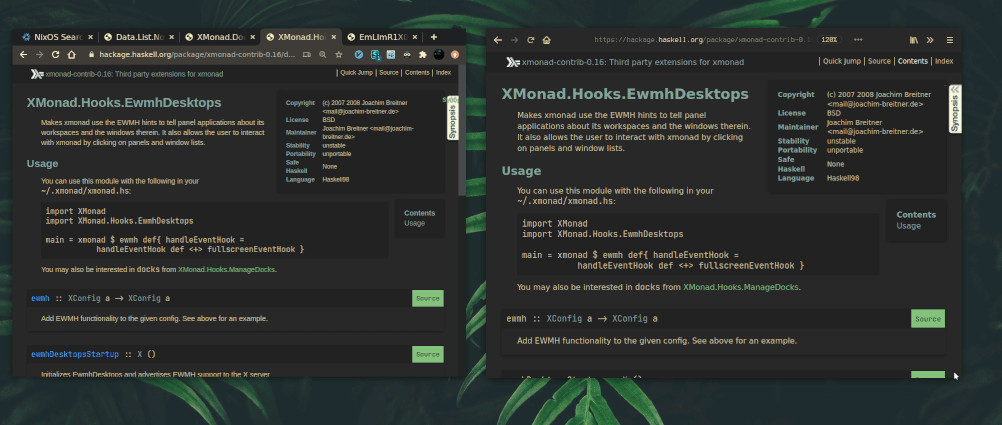 NixOS Searc
Data.List.No
XMonad.Do
XMonad.Ho
EmLImR1X0
hackage.haskell.org/package/xmonad-contrib-0.16/d...
xmonad-contrib-0.16: Third party extensions for xmonad
Quick Jump | Source | Contents | Index
XMonad.Hooks.EwmhDesktops
Makes xmonad use the EWMH hints to tell panel applications about its
workspaces and the windows therein. It also allows the user to interact
with xmonad by clicking on panels and window lists.
Copyright (c) 2007 2008 Joachim Breitner
<mail@joachim-breitner.de>
License BSD
Maintainer Joachim Breitner <mail@joachim-
breitner.de>
Stability unstable
Portability unportable
Safe
Haskell None
Language Haskell98
Synopsis
Usage
You can use this module with the following in your
~/.xmonad/xmonad.hs:
import XMonad
import XMonad.Hooks.EwmhDesktops
main = xmonad $ ewmh def{ handleEventHook =
handleEventHook def <+> fullscreenEventHook }
Contents
Usage
You may also be interested in docks from XMonad.Hooks.ManageDocks.
ewmh :: XConfig a → XConfig a
Source
Add EWMH functionality to the given config. See above for an example.
ewmhDesktopsStartup :: X ()
Source
Initializes EwmhDesktops and advertises EWMH support to the X server
https://hackage.haskell.org/package/xmonad-contrib-0.
120%
xmonad-contrib-0.16: Third party extensions for xmonad
Quick Jump | Source | Contents | Index
XMonad.Hooks.EwmhDesktops
Makes xmonad use the EWMH hints to tell panel
applications about its workspaces and the windows therein.
It also allows the user to interact with xmonad by clicking
on panels and window lists.
Copyright (c) 2007 2008 Joachim Breitner
<mail@joachim-breitner.de>
License BSD
Maintainer Joachim Breitner
<mail@joachim-breitner.de>
Stability unstable
Portability unportable
Safe
Haskell None
Language Haskell98
Synopsis
Usage
You can use this module with the following in your
~/.xmonad/xmonad.hs:
import XMonad
import XMonad.Hooks.EwmhDesktops
main = xmonad $ ewmh def{ handleEventHook =
handleEventHook def <+> fullscreenEventHook }
Contents
Usage
You may also be interested in docks from XMonad.Hooks.ManageDocks.
ewmh :: XConfig a → XConfig a
Source
Add EWMH functionality to the given config. See above for an example.